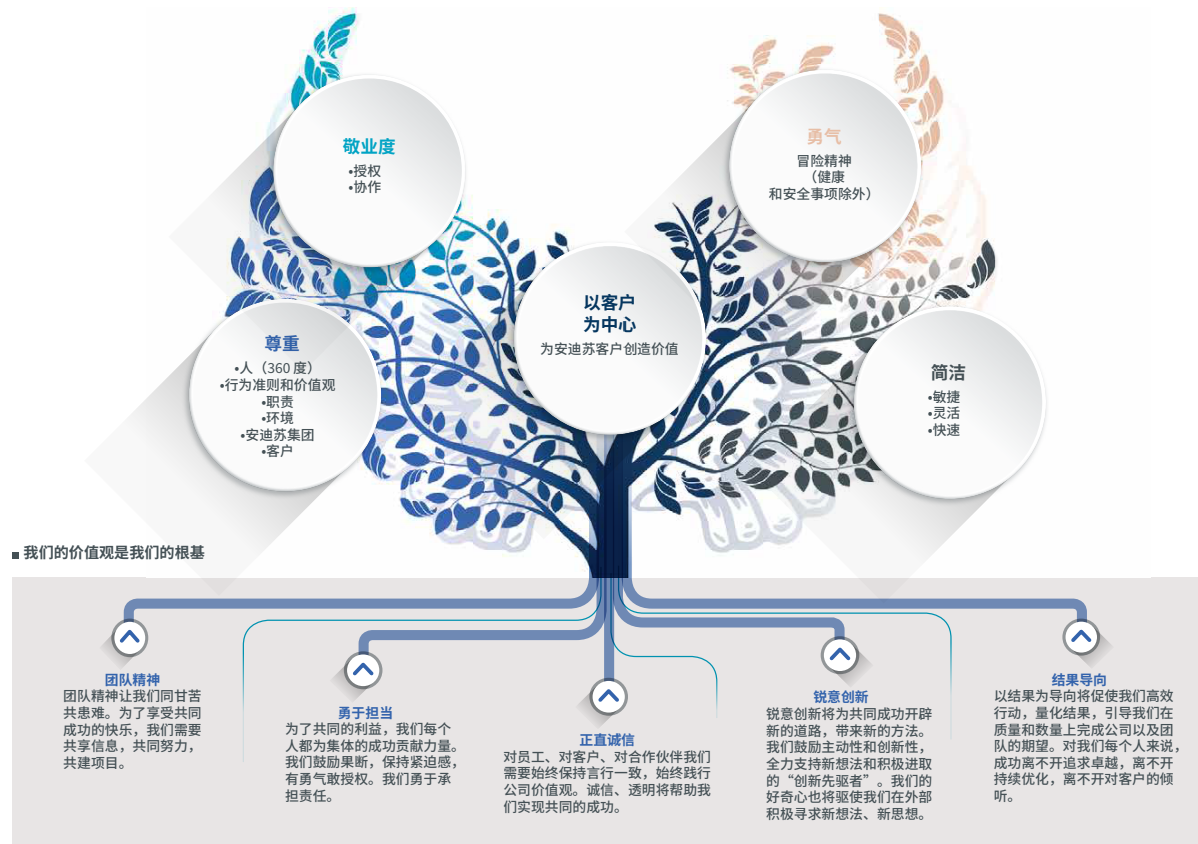 敬业度
•授权
•协作
勇气
冒险精神
（健康
和安全事项除外）
以客户
为中心
为安迪苏客户创造价值
尊重
•人（360 度）
•行为准则和价值观
•职责
•环境
•安迪苏集团
•客户
简洁
•敏捷
•灵活
•快速
■ 我们的价值观是我们的根基
团队精神
团队精神让我们同甘苦
共患难。为了享受共同
成功的快乐，我们需要
共享信息，共同努力，
共建项目。
勇于担当
为了共同的利益，我们每个
人都为集体的成功贡献力量。
我们鼓励果断，保持紧迫感，
有勇气敢授权。我们勇于承
担责任。
正直诚信
对员工、对客户、对合作伙伴我们
需要始终保持言行一致，始终践行
公司价值观。诚信、透明将帮助我
们实现共同的成功。
锐意创新
锐意创新将为共同成功开辟
新的道路，带来新的方法。
我们鼓励主动性和创新性，
全力支持新想法和积极进取
的“创新先驱者”。我们的
好奇心也将驱使我们在外部
积极寻求新想法、新思想。
结果导向
以结果为导向将促使我们高效
行动，量化结果，引导我们在
质量和数量上完成公司以及团
队的期望。对我们每个人来说，
成功离不开追求卓越，离不开
持续优化，离不开对客户的倾
听。